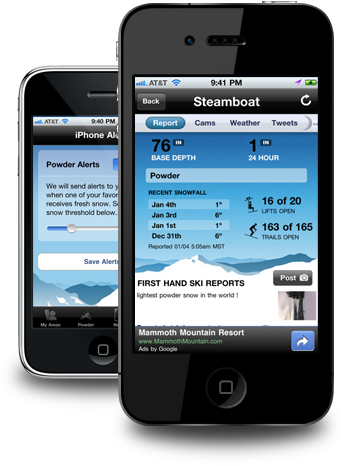 AT&T 9:40 PM
iPhone Al
Powder Alerts
We will send alerts to y
when one of your favori
receives fresh snow. S
snow threshold below.
Save Alerts
My Areas Powder
AT&T 9:41 PM
Back Steamboat
Report Cams Weather Tweets
76 IN 1 IN
BASE DEPTH 24 HOUR
Powder
RECENT SNOWFALL
Jan 4th 1"
Jan 3rd 6"
Jan 1st 1"
Dec 31th 6"
Reported 01/04 5:05am MST
16 of 20
LIFTS OPEN
163 of 165
TRAILS OPEN
FIRST HAND SKI REPORTS
Post
lightest powder snow in the world !
Mammoth Mountain Resort
www.MammothMountain.com
Ads by Google